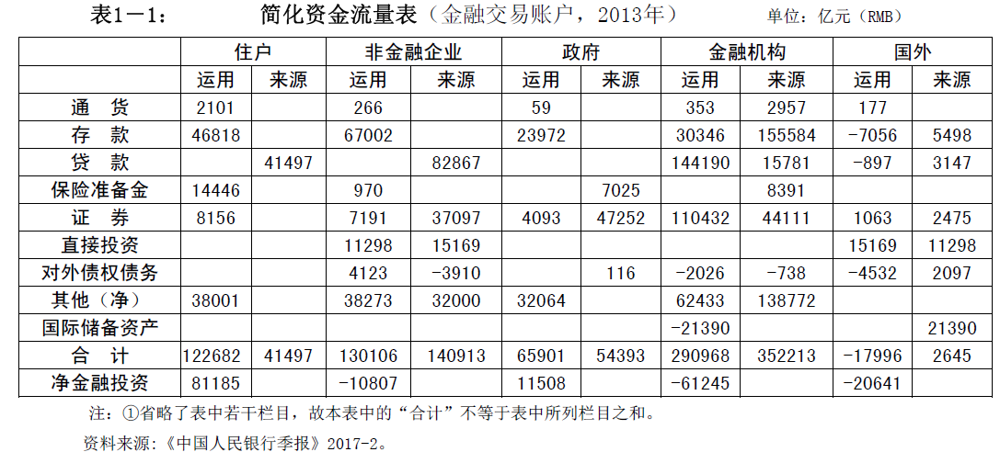 表1－1： 简化资金流量表（金融交易账户，2013年） 单位：亿元（RMB）
住户 非金融企业 政府 金融机构 国外
运用 来源 运用 来源 运用 来源 运用 来源 运用 来源
通 货 2101 266 59 353 2957 177
存 款 46818 67002 23972 30346 155584 -7056 5498
贷 款 41497 82867 144190 15781 -897 3147
保险准备金 14446 970 7025 8391
证 券 8156 7191 37097 4093 47252 110432 44111 1063 2475
直接投资 11298 15169 15169 11298
对外债权债务 4123 -3910 116 -2026 -738 -4532 2097
其他（净） 38001 38273 32000 32064 62433 138772
国际储备资产 -21390 21390
合 计 122682 41497 130106 140913 65901 54393 290968 352213 -17996 2645
净金融投资 81185 -10807 11508 -61245 -20641
注：①省略了表中若干栏目，故本表中的“合计”不等于表中所列栏目之和。
资料来源:《中国人民银行季报》2017-2。